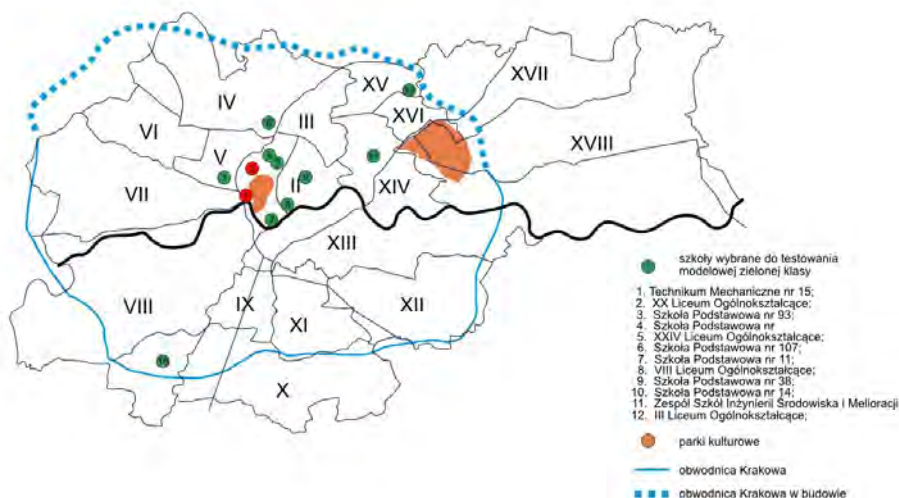 XVII
XV
IV
XVI
III
VI
XVIII
V
II
VII
XIV
XIII
VIII
IX
XII
XI
X
szkoły wybrane do testowania
modelowej zielonej klasy
1. Technikum Mechaniczne nr 15;
2. XX Liceum Ogólnokształcące;
3. Szkoła Podstawowa nr 93;
4. Szkoła Podstawowa nr
5. XXIV Liceum Ogólnokształcące;
6. Szkoła Podstawowa nr 107;
7. Szkoła Podstawowa nr 11;
8. VIII Liceum Ogólnokształcące;
9. Szkoła Podstawowa nr 38;
10. Szkoła Podstawowa nr 14;
11. Zespół Szkół Inżynierii Środowiska i Melioracji
12. III Liceum Ogólnokształcące;
parki kulturowe
obwodnica Krakowa
obwodnica Krakowa w budowie